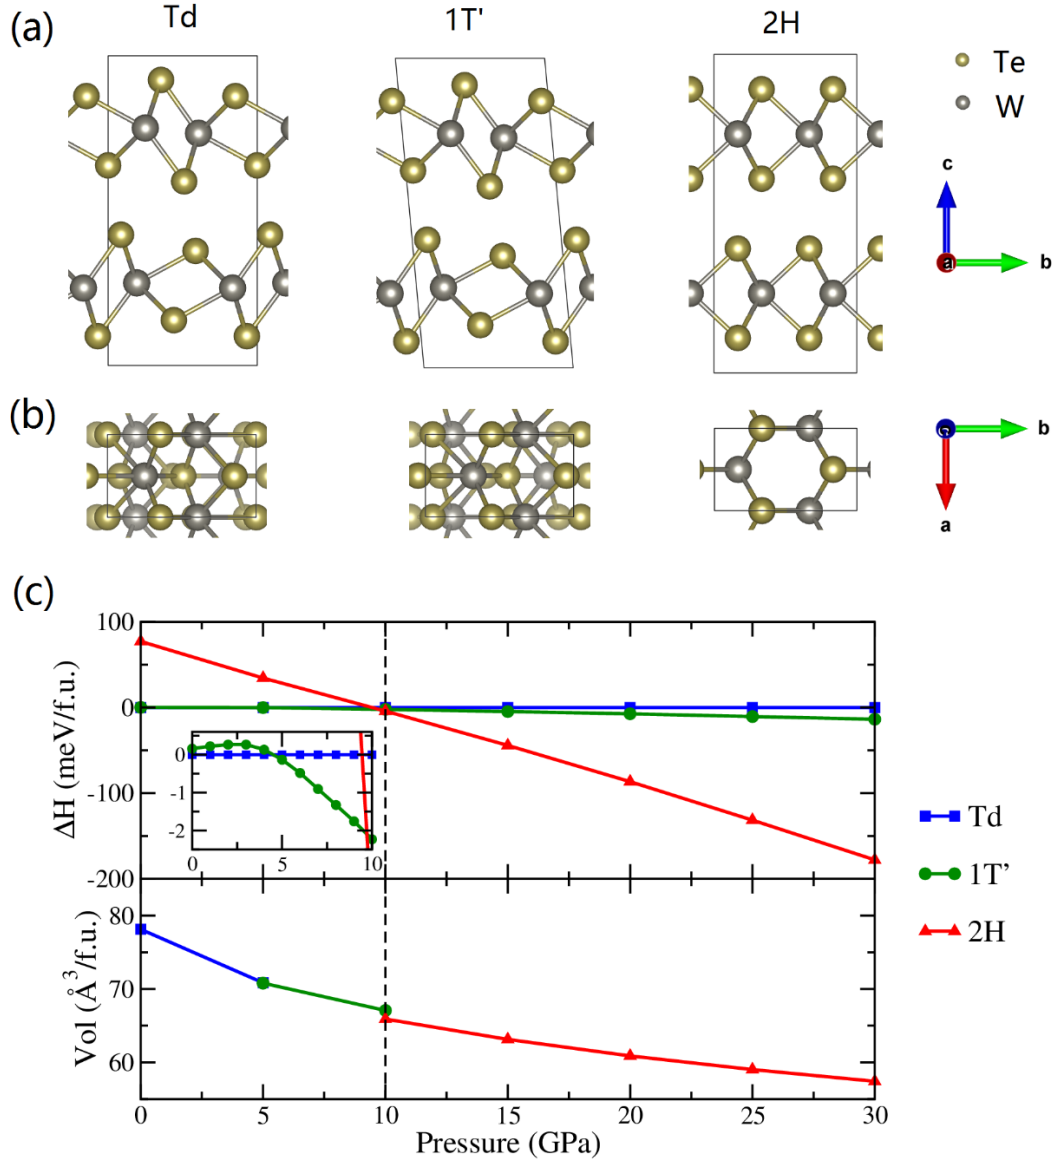 (a)
Td
1T'
2H
Te
W
c
a
b
(b)
b
a
(c)
100
0
-100
-200
ΔH (meV/f.u.)
0
-1
-2
0
5
10
Td
1T’
2H
80
70
60
Vol (Å³/f.u.)
0
5
10
15
20
25
30
Pressure (GPa)